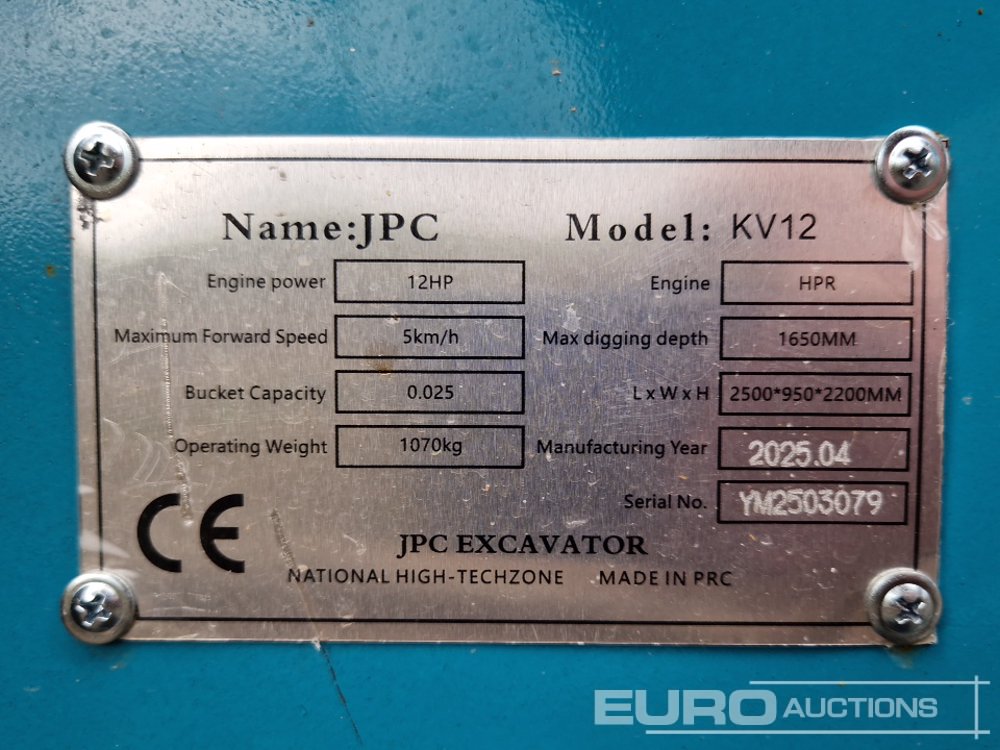 Name:JPC Model: KV12
Engine power 12HP Engine HPR
Maximum Forward Speed 5km/h Max digging depth 1650MM
Bucket Capacity 0.025 L x W x H 2500*950*2200MM
Operating Weight 1070kg Manufacturing Year 2025.04
Serial No. YM2503079
CE
JPC EXCAVATOR
NATIONAL HIGH-TECHZONE MADE IN PRC
EURO AUCTIONS